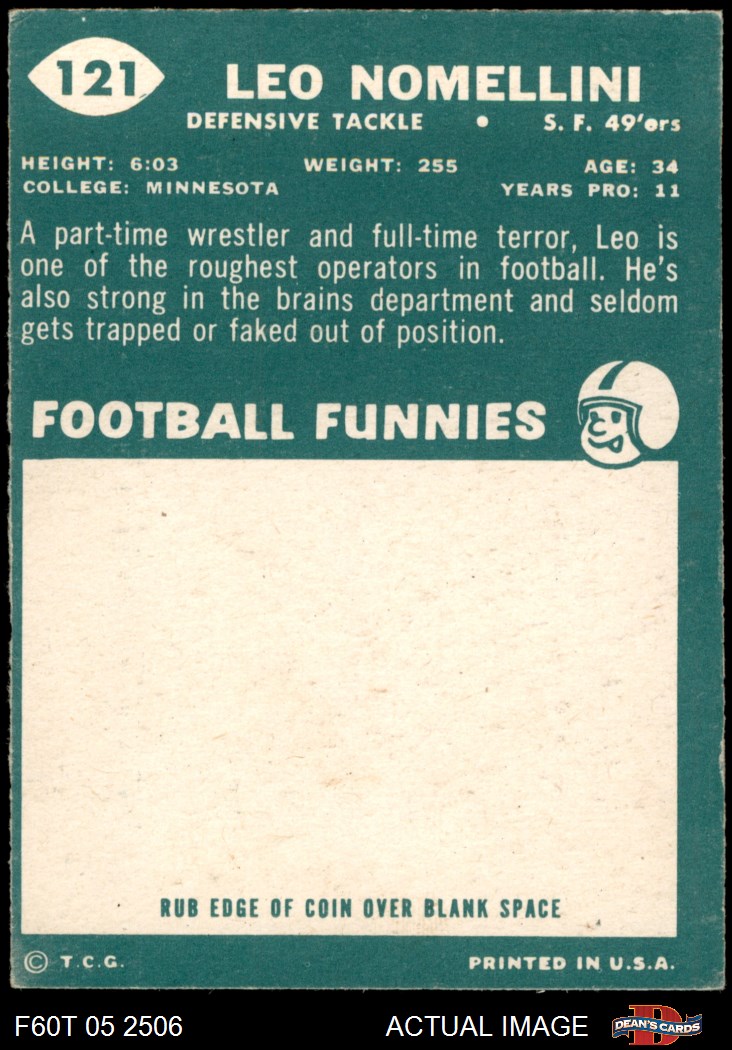 121
LEO NOMELLINI
DEFENSIVE TACKLE • S. F. 49'ers
HEIGHT: 6:03 WEIGHT: 255 AGE: 34
COLLEGE: MINNESOTA YEARS PRO: 11
A part-time wrestler and full-time terror, Leo is
one of the roughest operators in football. He's
also strong in the brains department and seldom
gets trapped or faked out of position.
FOOTBALL FUNNIES
RUB EDGE OF COIN OVER BLANK SPACE
© T.C.G. PRINTED IN U.S.A.
F60T 05 2506 ACTUAL IMAGE D DEAN'S CARDS